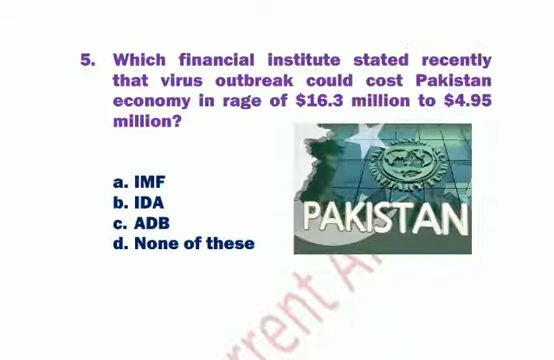 5. Which financial institute stated recently
that virus outbreak could cost Pakistan
economy in rage of $16.3 million to $4.95
million?
a. IMF
b. IDA
c. ADB
d. None of these
PAKISTAN